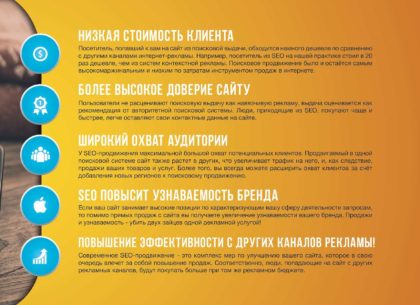 НИЗКАЯ СТОИМОСТЬ КЛИЕНТА
Посетитель, попавший к вам на сайт из поисковой выдачи, обходится намного дешевле по сравнению
с другими каналами интернет-рекламы. Например, посетитель из SEO на нашей практике стоит в 20
раз дешевле, чем из систем контекстной рекламы. Поисковое продвижение было и остаётся самым
высокомаржинальным и низким по затратам инструментом продаж в интернете.
БОЛЕЕ ВЫСОКОЕ ДОВЕРИЕ САЙТУ
Пользователи не расценивают поисковую выдачу как навязчивую рекламу, выдача оценивается как
рекомендация от авторитетной поисковой системы. Люди, приходящие из SEO, покупают чаще и
быстрее, легче оставляют свои контактные данные на сайте.
ШИРОКИЙ ОХВАТ АУДИТОРИИ
У SEO-продвижения максимальной большой охват потенциальных клиентов. Продвигаемый в одной
поисковой системе сайт также растет в других, что увеличивает трафик на него, и, как следствие,
продажи ваших товаров и услуг. Более того, вы всегда можете расширить охват клиентов за счёт
добавления новых регионов к поисковому продвижению.
SEO ПОВЫСИТ УЗНАВАЕМОСТЬ БРЕНДА
Если ваш сайт занимает высокие позиции по характеризующим вашу сферу деятельности запросам,
то помимо прямых продаж с сайта вы получаете увеличение узнаваемости вашего бренда. Продажи
и узнаваемость - убить двух зайцев одной рекламной услугой!
ПОВЫШЕНИЕ ЭФФЕКТИВНОСТИ С ДРУГИХ КАНАЛОВ РЕКЛАМЫ!
Современное SEO-продвижение - это комплекс мер по улучшению вашего сайта, которое в свою
очередь влечет за собой повышение продаж. Соответственно, люди, попадающие на сайт с других
рекламных каналов, будут покупать больше при том же рекламном бюджете.